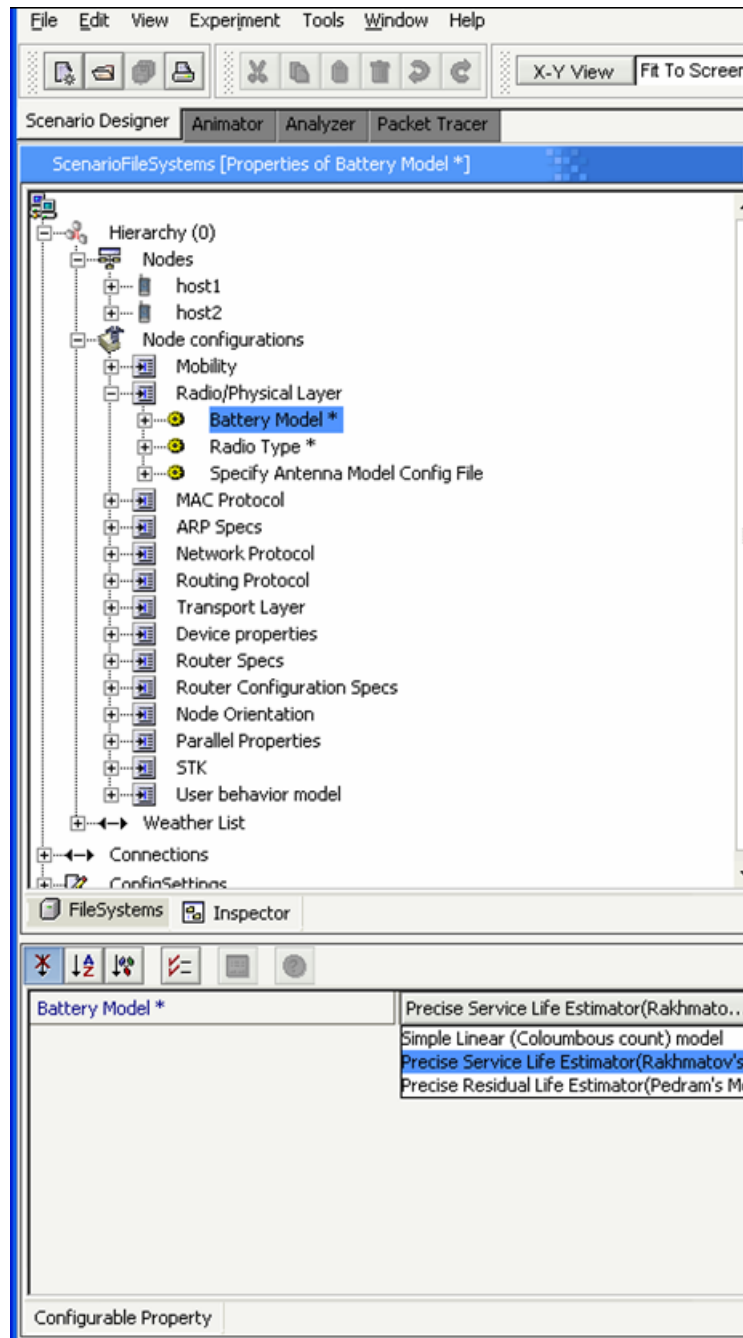 File Edit View Experiment Tools Window Help
X-Y View Fit To Screen
Scenario Designer Animator Analyzer Packet Tracer
ScenarioFileSystems [Properties of Battery Model *]
Hierarchy (0)
Nodes
host1
host2
Node configurations
Mobility
Radio/Physical Layer
Battery Model *
Radio Type *
Specify Antenna Model Config File
MAC Protocol
ARP Specs
Network Protocol
Routing Protocol
Transport Layer
Device properties
Router Specs
Router Configuration Specs
Node Orientation
Parallel Properties
STK
User behavior model
Weather List
Connections
ConfigSettings
FileSystems Inspector
Battery Model * Precise Service Life Estimator(Rakhmato...
Simple Linear (Coloumbous count) model
Precise Service Life Estimator(Rakhmatov's
Precise Residual Life Estimator(Pedram's
Configurable Property